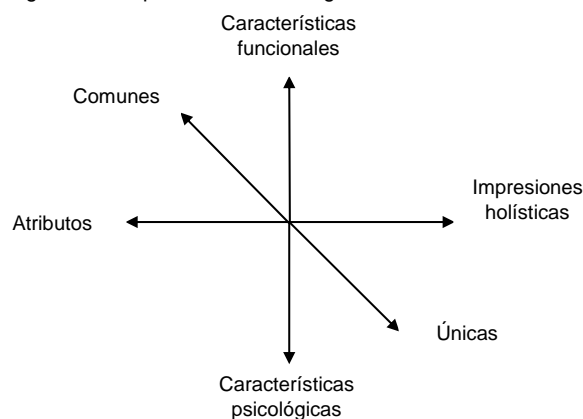 Características
funcionales
Comunes
Impresiones
holísticas
Atributos
Únicas
Características
psicológicas